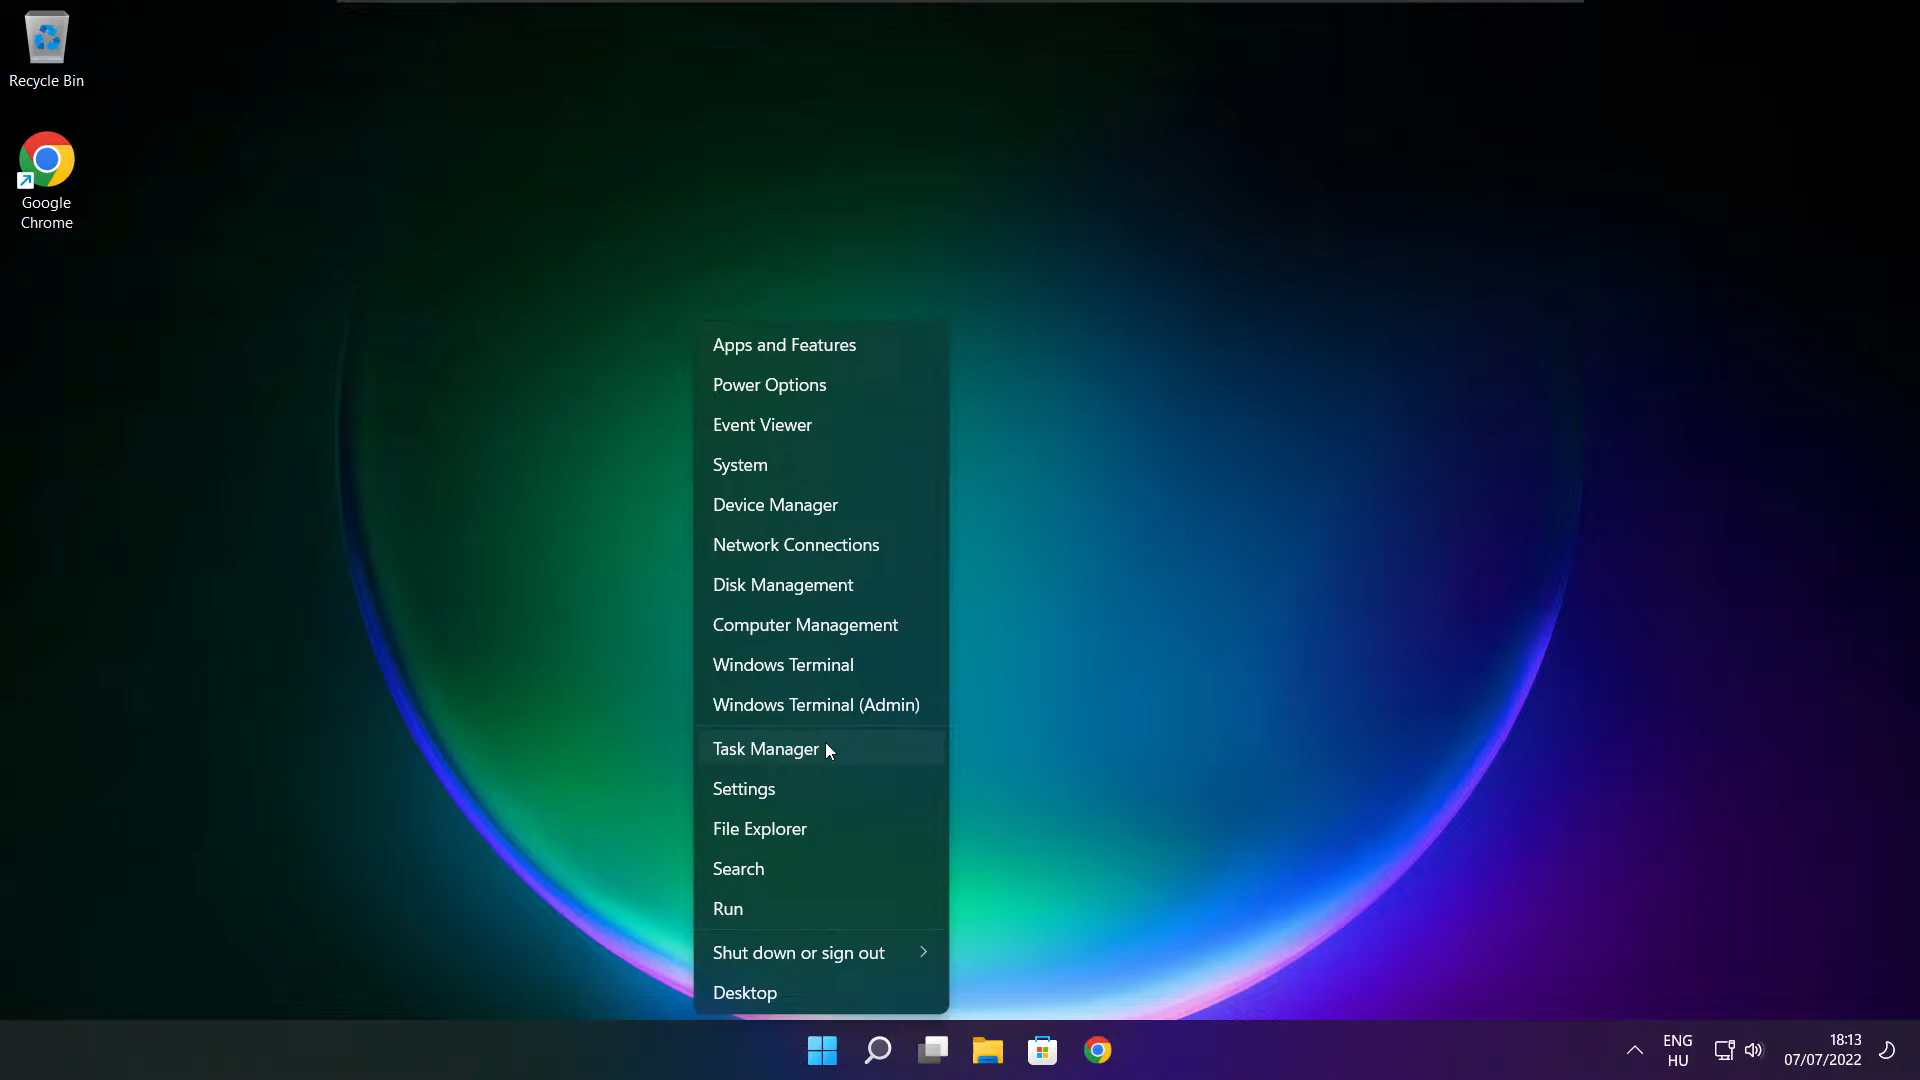 Recycle Bin
Google
Chrome
Apps and Features
Power Options
Event Viewer
System
Device Manager
Network Connections
Disk Management
Computer Management
Windows Terminal
Windows Terminal (Admin)
Task Manager
Settings
File Explorer
Search
Run
Shut down or sign out
Desktop
ENG
HU
18:13
07/07/2022